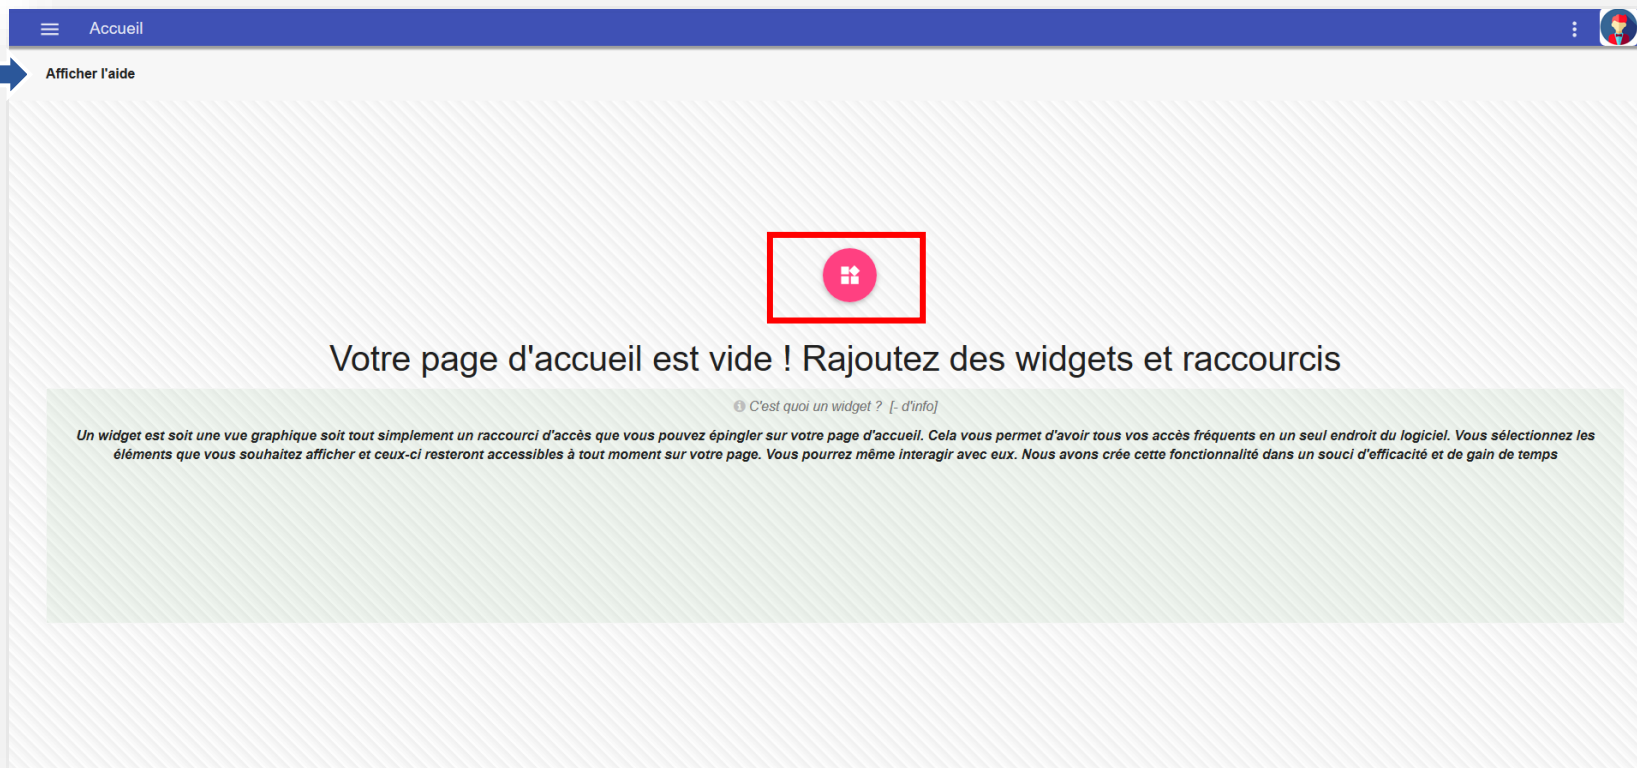 Accueil
Afficher l'aide
Votre page d'accueil est vide ! Rajoutez des widgets et raccourcis
C'est quoi un widget ? [- d'info]
Un widget est soit une vue graphique soit tout simplement un raccourci d'accès que vous pouvez épingler sur votre page d'accueil. Cela vous permet d'avoir tous vos accès fréquents en un seul endroit du logiciel. Vous sélectionnez les
éléments que vous souhaitez afficher et ceux-ci resteront accessibles à tout moment sur votre page. Vous pourrez même interagir avec eux. Nous avons crée cette fonctionnalité dans un souci d'efficacité et de gain de temps